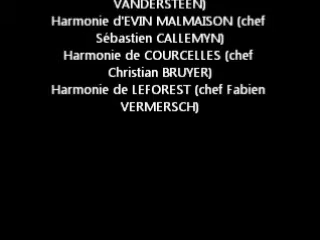 VANDERSTEEN)
Harmonie d'EVIN MALMAISON (chef
Sébastien CALLEMYN)
Harmonie de COURCELLES (chef
Christian BRUYER)
Harmonie de LEFOREST (chef Fabien
VERMERSCH)